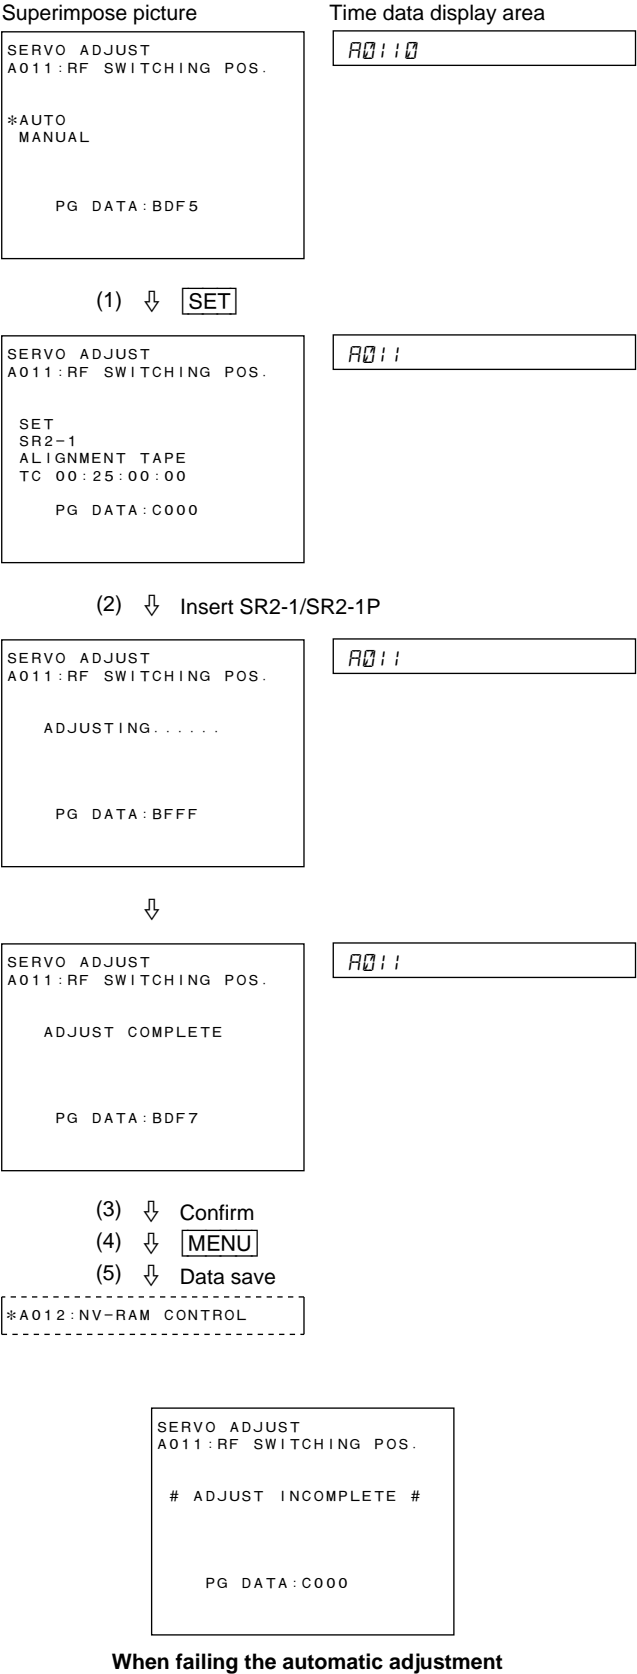 Superimpose picture
Time data display area
SERVO ADJUST
A011:RF SWITCHING POS.
*AUTO
MANUAL
PG DATA:BDF5
A0110
(1) ⇩ SET
SERVO ADJUST
A011:RF SWITCHING POS.
SET
SR2-1
ALIGNMENT TAPE
TC 00:25:00:00
PG DATA:C000
A011
(2) ⇩ Insert SR2-1/SR2-1P
SERVO ADJUST
A011:RF SWITCHING POS.
ADJUSTING......
PG DATA:BFFF
A011
⇩
SERVO ADJUST
A011:RF SWITCHING POS.
ADJUST COMPLETE
PG DATA:BDF7
A011
(3) ⇩ Confirm
(4) ⇩ MENU
(5) ⇩ Data save
*A012:NV-RAM CONTROL
SERVO ADJUST
A011:RF SWITCHING POS.
# ADJUST INCOMPLETE #
PG DATA:C000
When failing the automatic adjustment